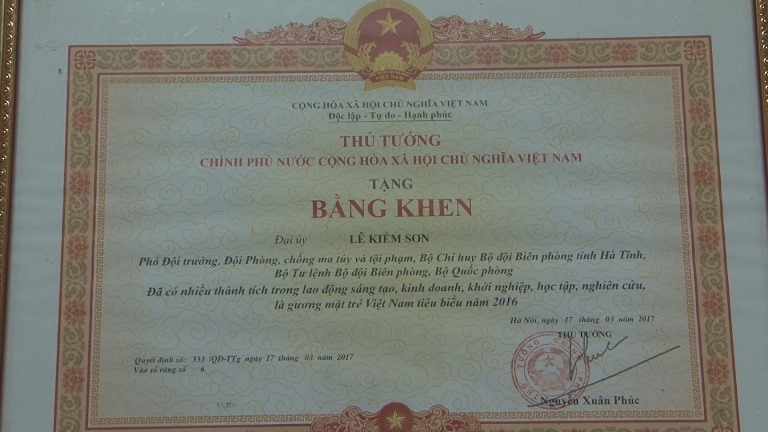 VIỆT NAM
CỘNG HÒA XÃ HỘI CHỦ NGHĨA VIỆT NAM
Độc lập - Tự do - Hạnh phúc
THỦ TƯỚNG
CHÍNH PHỦ NƯỚC CỘNG HÒA XÃ HỘI CHỦ NGHĨA VIỆT NAM
TẶNG
BẰNG KHEN
Đại úy LÊ KIẾM SƠN
Phó Đội trưởng, Đội Phòng, chống ma túy và tội phạm, Bộ Chỉ huy Bộ đội Biên phòng tỉnh Hà Tĩnh,
Bộ Tư lệnh Bộ đội Biên phòng, Bộ Quốc phòng
Đã có nhiều thành tích trong lao động sáng tạo, kinh doanh, khởi nghiệp, học tập, nghiên cứu,
là gương mặt trẻ Việt Nam tiêu biểu năm 2016
Hà Nội, ngày 17 tháng 03 năm 2017
THỦ TƯỚNG
Quyết định số: 333 /QĐ-TTg ngày 17 tháng 03 năm 2017
Vào sổ vàng số 6
Nguyễn Xuân Phúc